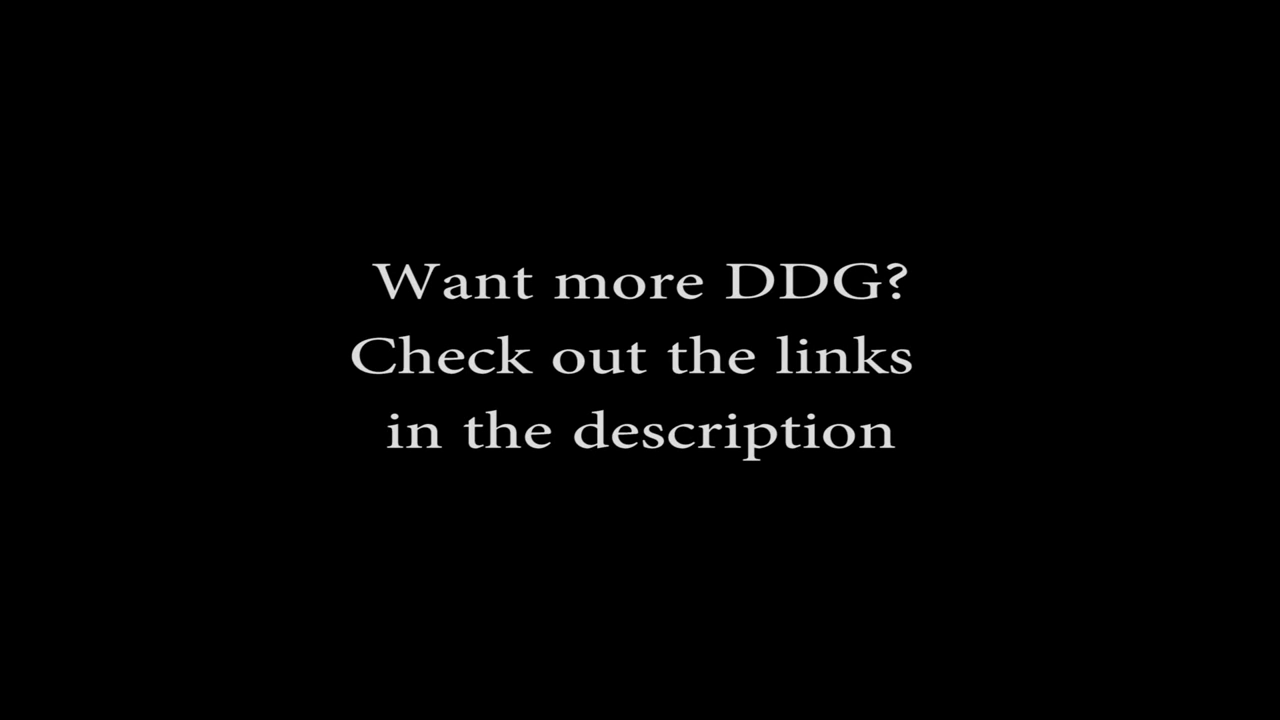 Want more DDG?
Check out the links
in the description